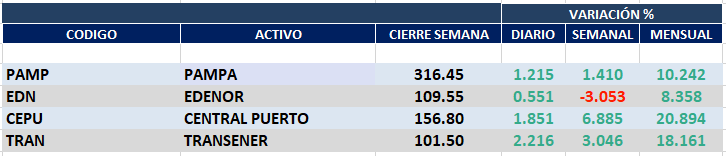 VARIACIÓN %
CODIGO ACTIVO CIERRE SEMANA DIARIO SEMANAL MENSUAL
PAMP PAMPA 316.45 1.215 1.410 10.242
EDN EDENOR 109.55 0.551 -3.053 8.358
CEPU CENTRAL PUERTO 156.80 1.851 6.885 20.894
TRAN TRANSENER 101.50 2.216 3.046 18.161